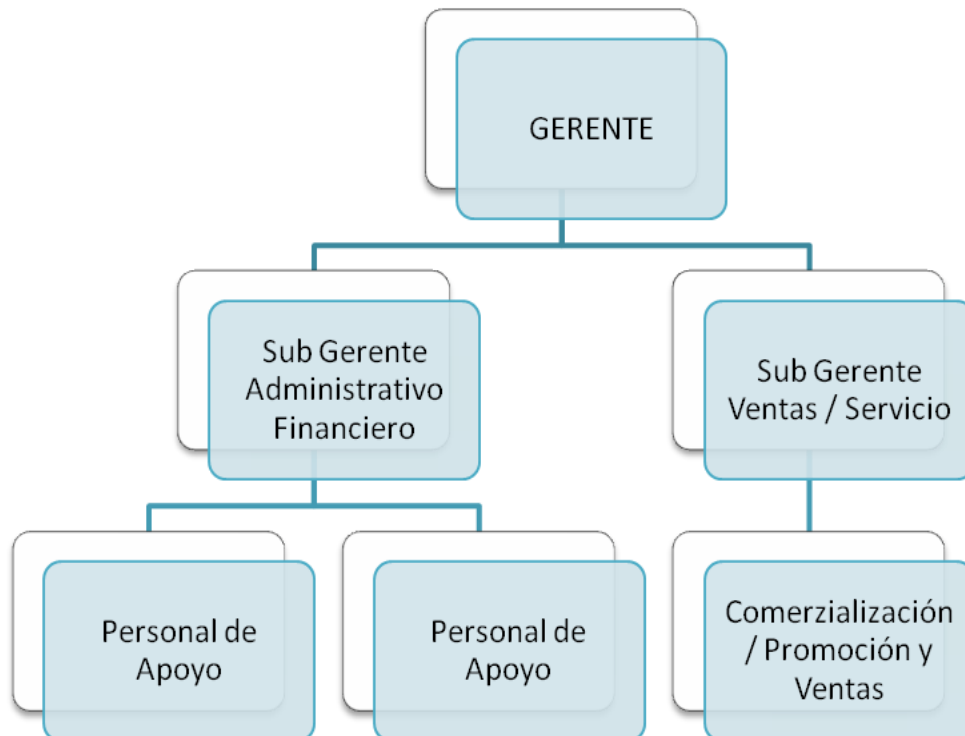 GERENTE
Sub Gerente
Administrativo
Financiero
Sub Gerente
Ventas / Servicio
Personal de
Apoyo
Personal de
Apoyo
Comerzialización
/ Promoción y
Ventas